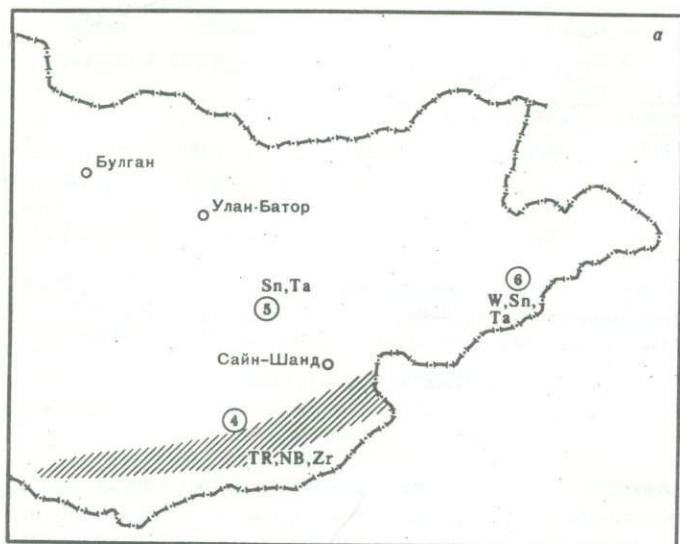 а
Булган
Улан-Батор
Sn,Ta
5
6
W,Sn,
Ta
Сайн-Шанд
4
TR,NB,Zr